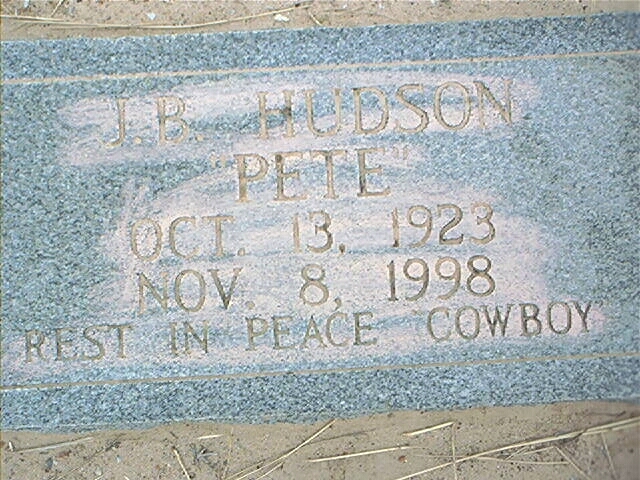 J.B. HUDSON
"PETE"
OCT. 13, 1923
NOV. 8, 1998
REST IN PEACE "COWBOY"